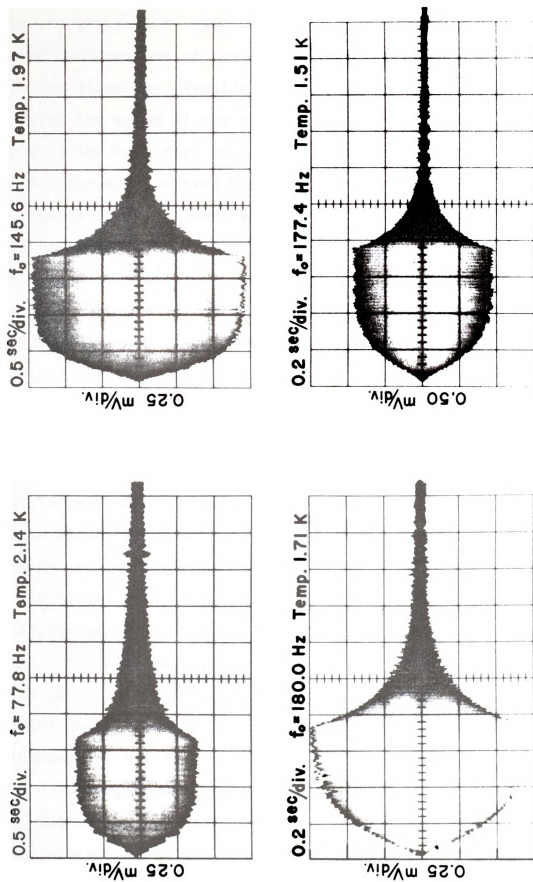 0.5 sec/div. f₀=77.8 Hz Temp. 2.14 K
0.25 mV/div.
0.5 sec/div. f₀=145.6 Hz Temp. 1.97 K
0.25 mV/div.
0.2 sec/div. f₀=180.0 Hz Temp. 1.71 K
0.25 mV/div.
0.2 sec/div. f₀=177.4 Hz Temp. 1.51 K
0.50 mV/div.